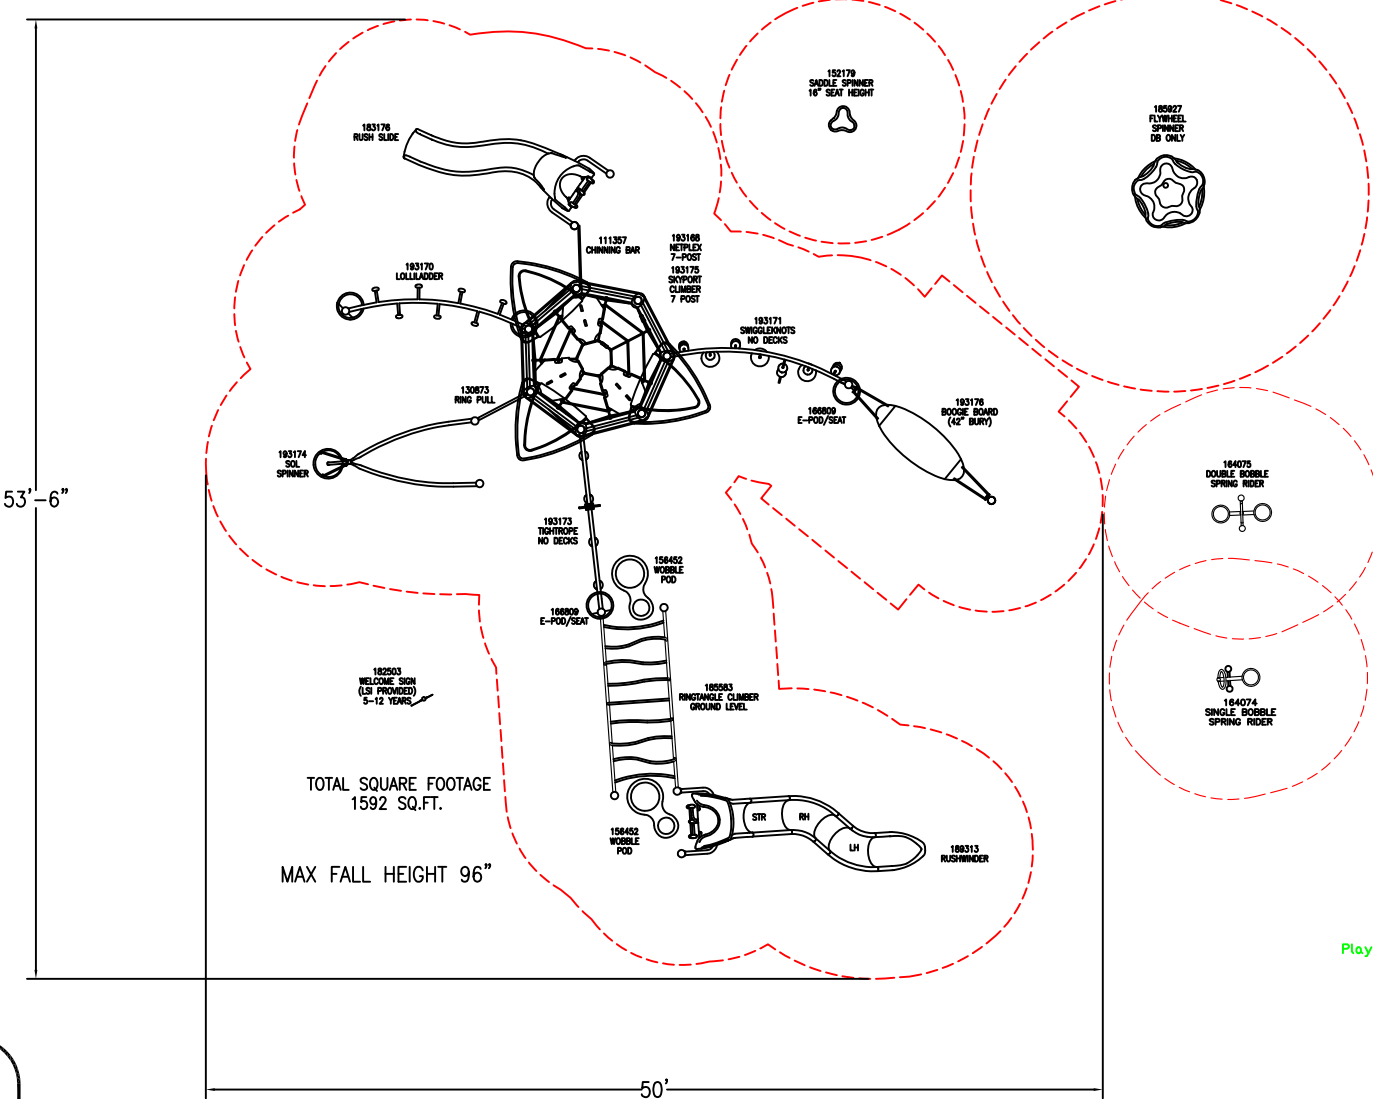 152179
SADDLE SPINNER
16" SEAT HEIGHT
185927
FLYWHEEL
SPINNER
DB ONLY
183176
RUSH SLIDE
111357
CHINNING BAR
193168
NETPLEX
7-POST
193175
SKYPORT
CLIMBER
7 POST
193170
LOLLILADDER
193171
SWIGGLEKNOTS
NO DECKS
130873
RING PULL
166809
E-POD/SEAT
193176
BOOGIE BOARD
(42" BURY)
193174
SOL
SPINNER
164075
DOUBLE BOBBLE
SPRING RIDER
53'-6"
193173
TIGHTROPE
NO DECKS
156452
WOBBLE
POD
166809
E-POD/SEAT
182503
WELCOME SIGN
(LSI PROVIDED)
5-12 YEARS
185583
RINGTANGLE CLIMBER
GROUND LEVEL
164074
SINGLE BOBBLE
SPRING RIDER
TOTAL SQUARE FOOTAGE
1592 SQ.FT.
STR
RH
LH
156452
WOBBLE
POD
189313
RUSHWINDER
MAX FALL HEIGHT 96"
Play
50'